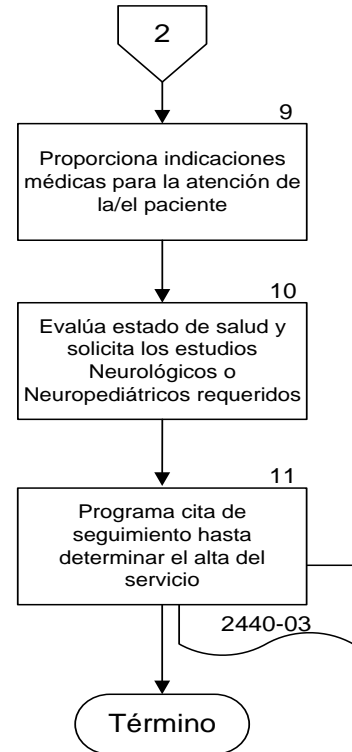 2
9
Proporciona indicaciones
médicas para la atención de
la/el paciente
10
Evalúa estado de salud y
solicita los estudios
Neurológicos o
Neuropediátricos requeridos
11
Programa cita de
seguimiento hasta
determinar el alta del
servicio
2440-03
Término